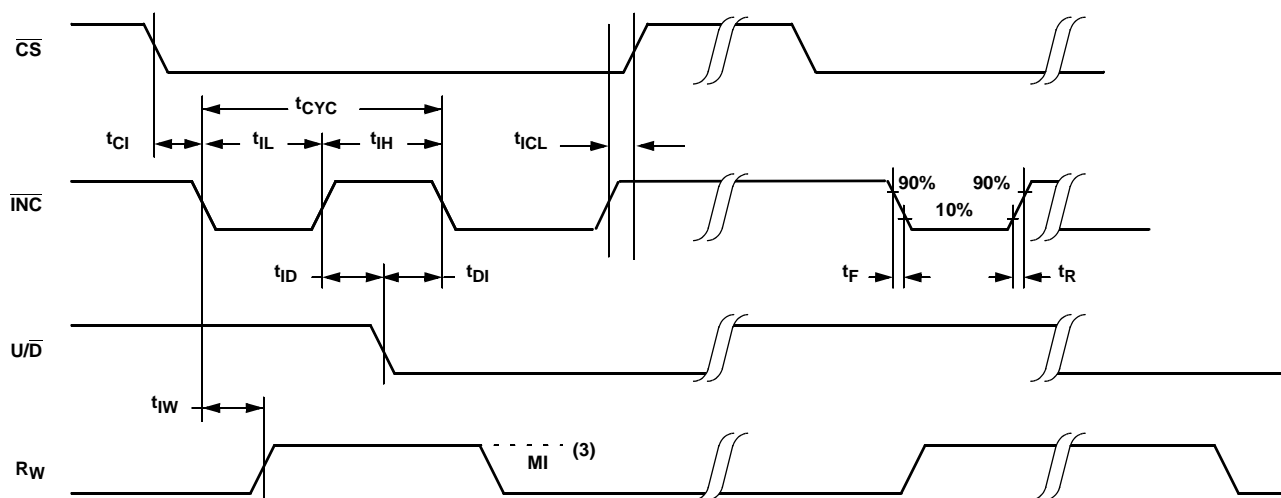 CS
tCYC
tCI tIL tIH tICL
INC
90% 90%
10%
tID tDI tF tR
U/D
tIW
(3)
MI
RW